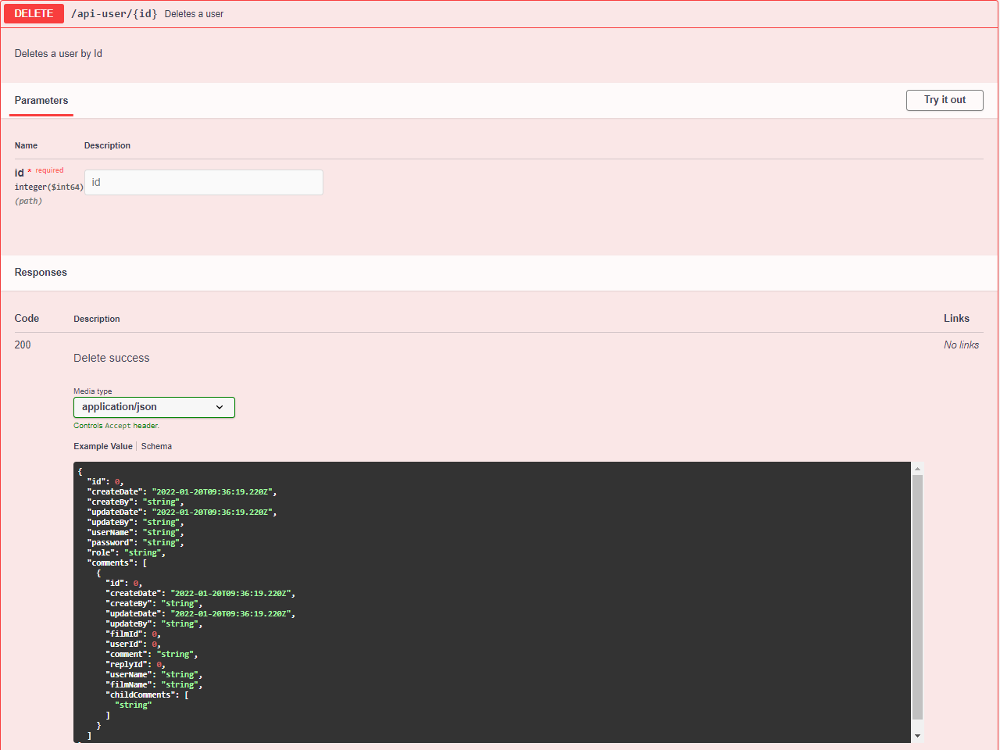 DELETE /api-user/{id} Deletes a user
Deletes a user by Id
Parameters Try it out
Name Description
id * required
integer($int64) id
(path)
Responses
Code Description Links
200 No links
Delete success
Media type
application/json
Controls Accept header.
Example Value Schema
{
"id": 0,
"createDate": "2022-01-20T09:36:19.220Z",
"createBy": "string",
"updateDate": "2022-01-20T09:36:19.220Z",
"updateBy": "string",
"userName": "string",
"password": "string",
"role": "string",
"comments": [
{
"id": 0,
"createDate": "2022-01-20T09:36:19.220Z",
"createBy": "string",
"updateDate": "2022-01-20T09:36:19.220Z",
"updateBy": "string",
"filmId": 0,
"userId": 0,
"comment": "string",
"replyId": 0,
"userName": "string",
"filmName": "string",
"childComments": [
"string"
]
}
]